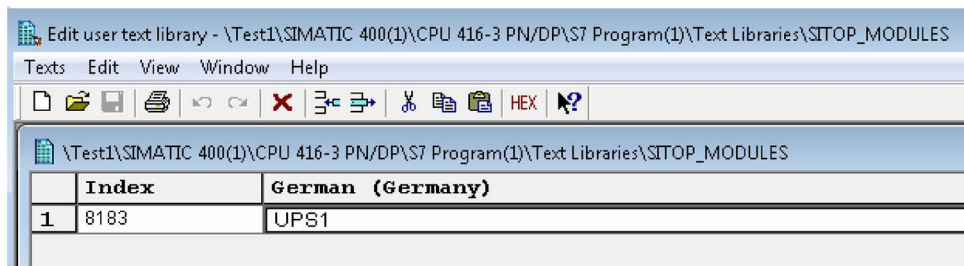 Edit user text library - \Test1\SIMATIC 400(1)\CPU 416-3 PN/DP\S7 Program(1)\Text Libraries\SITOP_MODULES
Texts Edit View Window Help
HEX
\Test1\SIMATIC 400(1)\CPU 416-3 PN/DP\S7 Program(1)\Text Libraries\SITOP_MODULES
Index German (Germany)
1 8183 UPS1